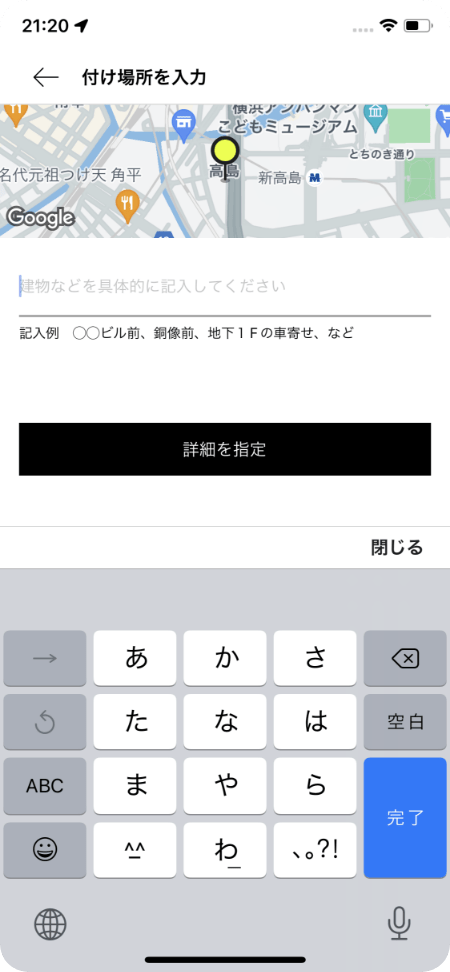 21:20
付け場所を入力
角平
横浜アンパンマン
こどもミュージアム
とちのき通り
名代元祖つけ天 角平
高島
新高島
Google
建物などを具体的に記入してください
記入例 ◯◯ビル前、銅像前、地下１Ｆの車寄せ、など
詳細を指定
閉じる
→ あ か さ
た な は 空白
ABC ま や ら
完了
^_^ わ_ 、。?!